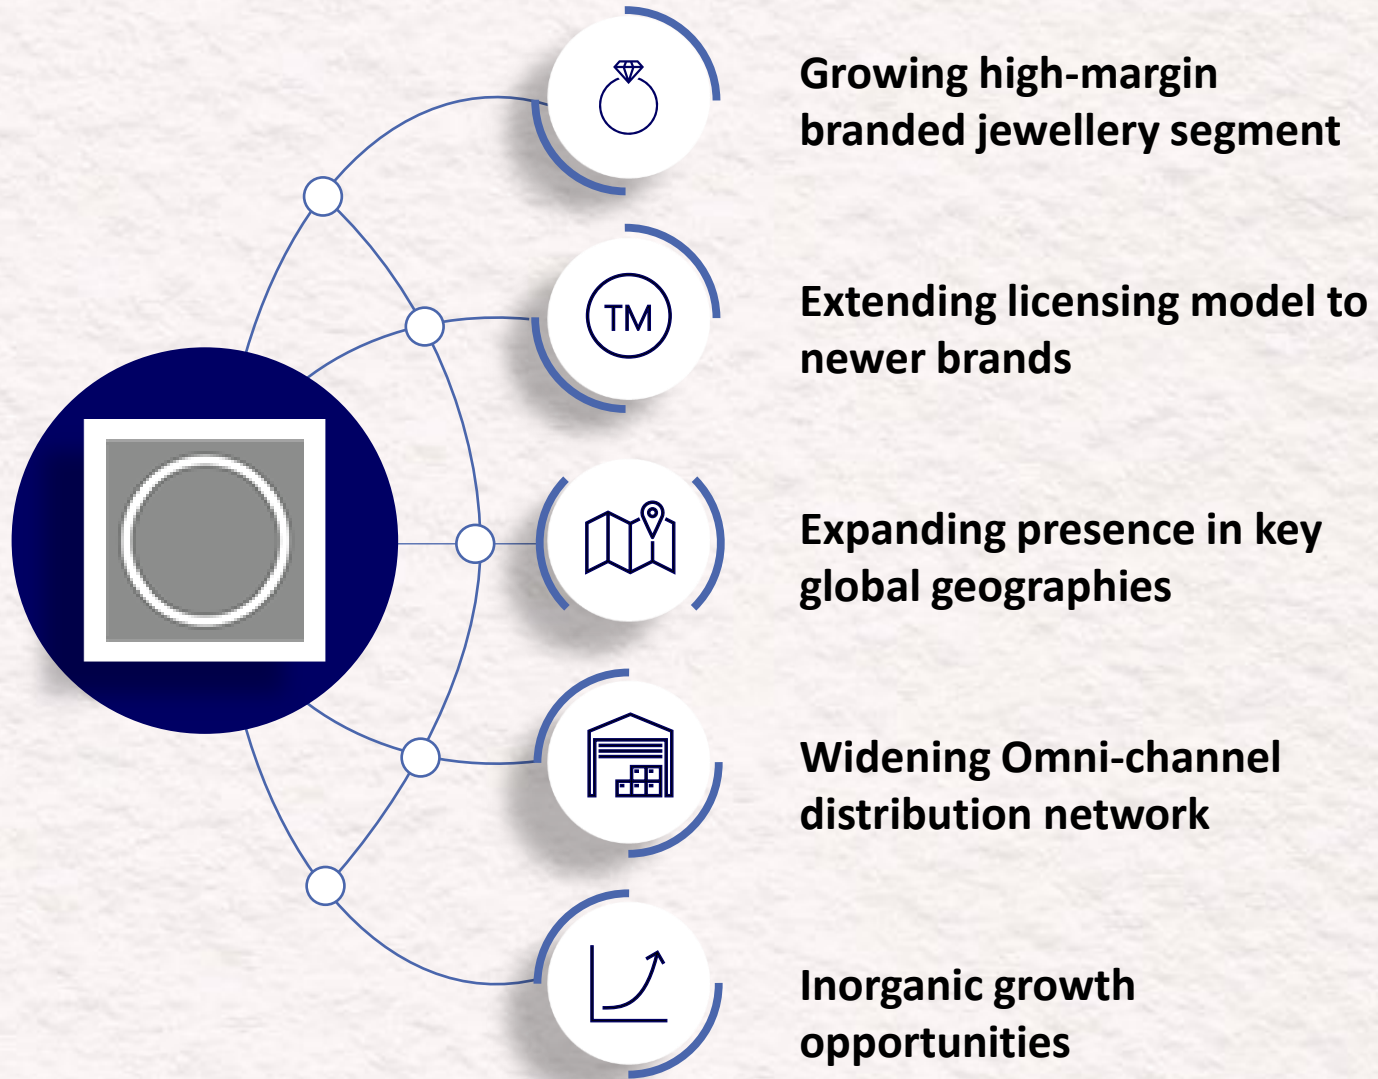 Growing high-margin
branded jewellery segment
TM
Extending licensing model to
newer brands
Expanding presence in key
global geographies
Widening Omni-channel
distribution network
Inorganic growth
opportunities